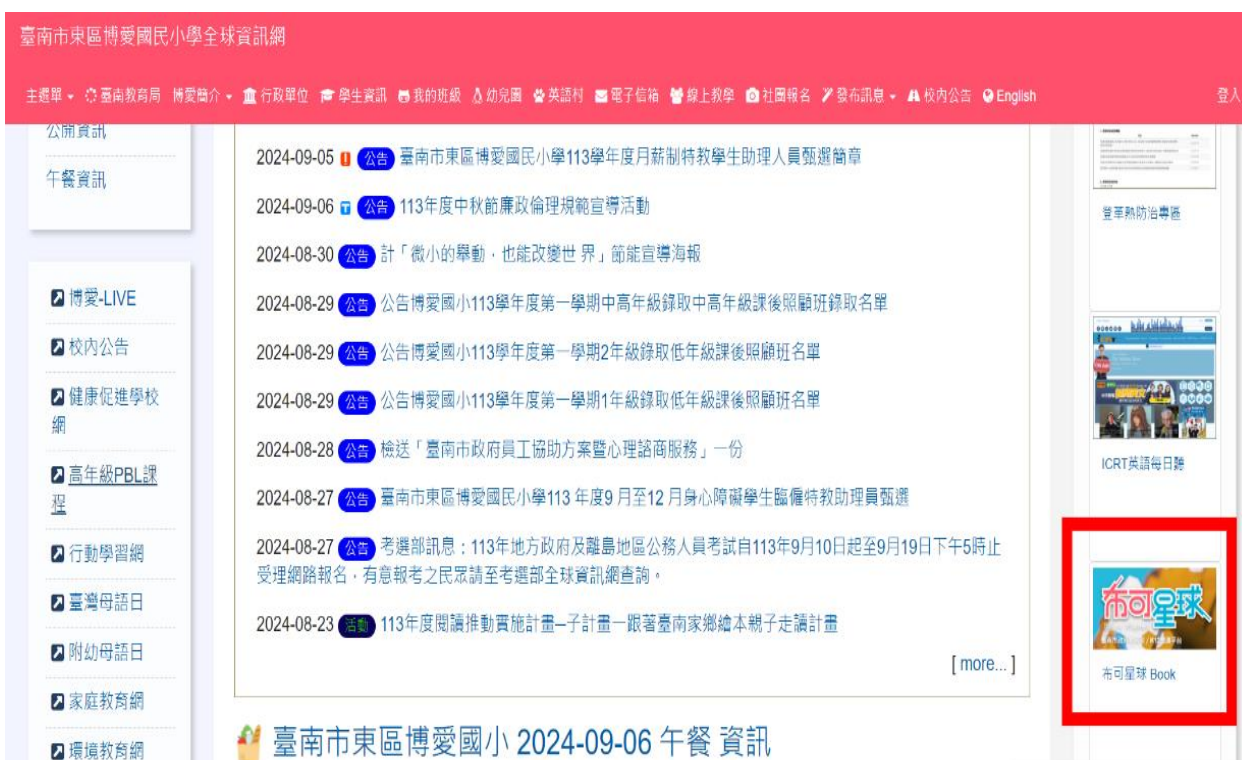 臺南市東區博愛國民小學全球資訊網
主選單 臺南教育局 博愛簡介 行政單位 學生資訊 我的班級 幼兒園 英語村 電子信箱 線上教學 社團報名 發布訊息 校內公告 English 登入
公開資訊
午餐資訊
博愛-LIVE
校內公告
健康促進學校
網
高年級PBL課
程
行動學習網
臺灣母語日
附幼母語日
家庭教育網
環境教育網
2024-09-05 公告 臺南市東區博愛國民小學113學年度月薪制特教學生助理人員甄選簡章
2024-09-06 公告 113年度中秋節廉政倫理規範宣導活動
2024-08-30 公告 計「微小的舉動,也能改變世 界」節能宣導海報
2024-08-29 公告 公告博愛國小113學年度第一學期中高年級錄取中高年級課後照顧班錄取名單
2024-08-29 公告 公告博愛國小113學年度第一學期2年級錄取低年級課後照顧班名單
2024-08-29 公告 公告博愛國小113學年度第一學期1年級錄取低年級課後照顧班名單
2024-08-28 公告 檢送「臺南市政府員工協助方案暨心理諮商服務」一份
2024-08-27 公告 臺南市東區博愛國民小學113 年度9 月至12 月身心障礙學生臨僱特教助理員甄選
2024-08-27 公告 考選部訊息:113年地方政府及離島地區公務人員考試自113年9月10日起至9月19日下午5時止
受理網路報名,有意報考之民眾請至考選部全球資訊網查詢。
2024-08-23 活動 113年度閱讀推動實施計畫—子計畫一跟著臺南家鄉繪本親子走讀計畫
[ more... ]
臺南市東區博愛國小 2024-09-06 午餐 資訊
登革熱防治專區
ICRT英語每日聽
布可星球
布可星球 Book